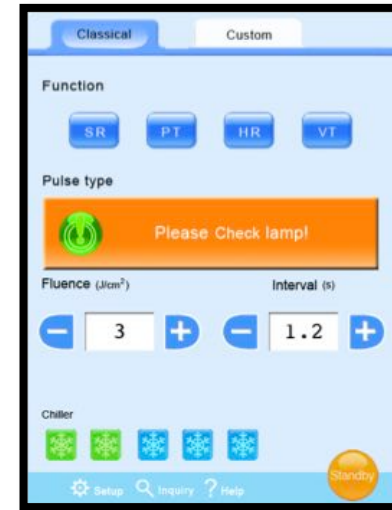 Classical Custom
Function
SR PT HR VT
Pulse type
Please Check lamp!
Fluence (J/cm²) Interval (s)
3 1.2
Chiller
Standby
Setup Inquiry ? Help